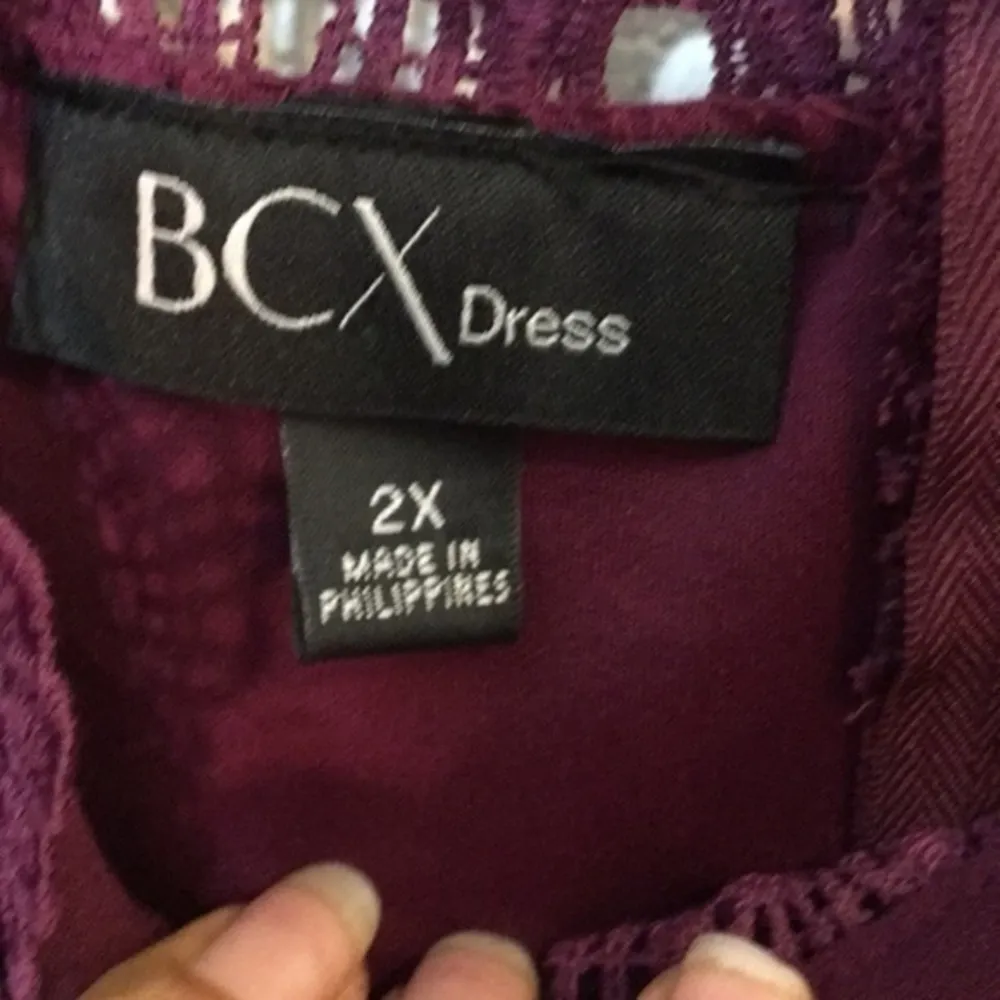 BCX Dress
2X
MADE IN
PHILIPPINES